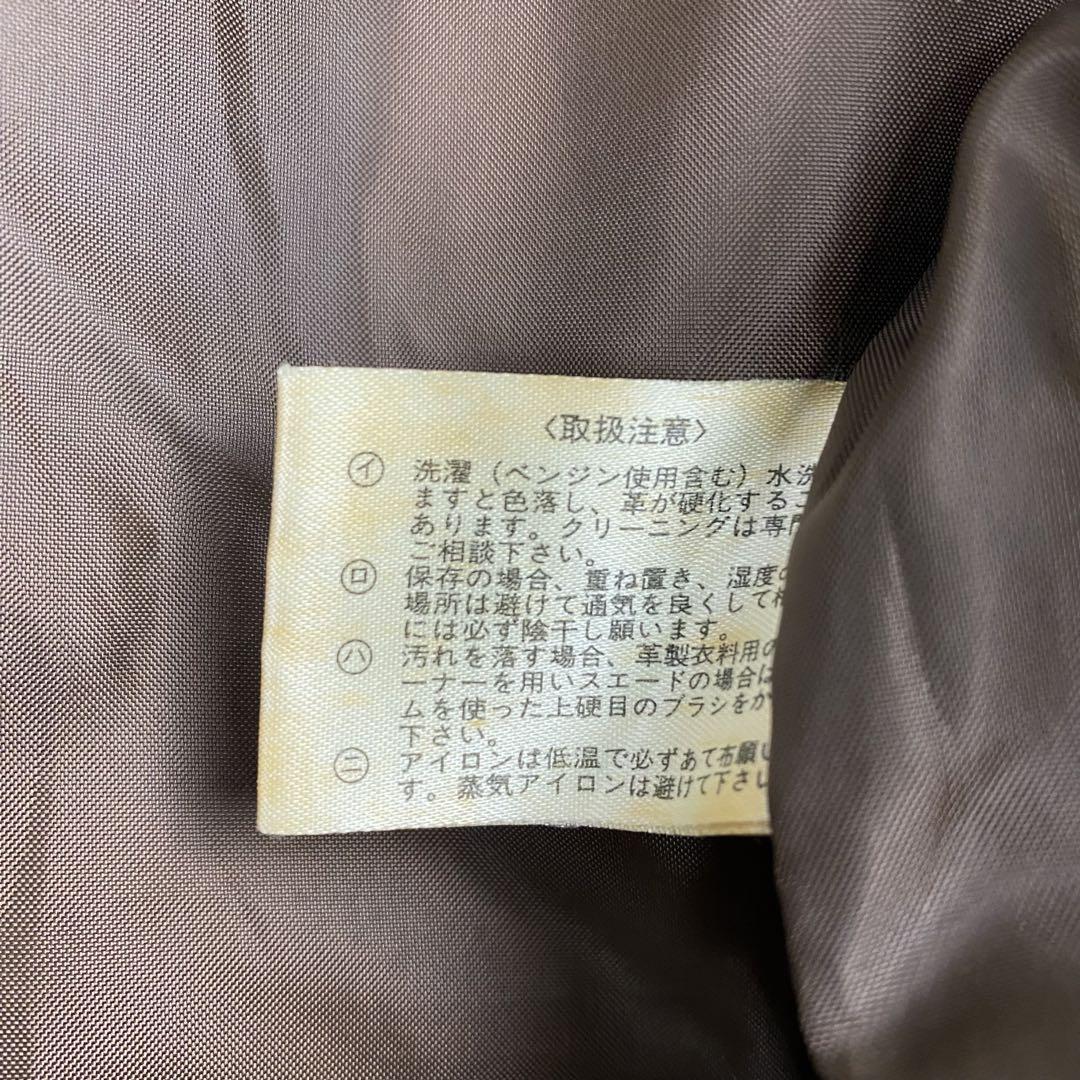 〈取扱注意〉
㋑ 洗濯（ベンジン使用含む）水洗
ますと色落し、革が硬化するこ
あります。クリーニングは専門
ご相談下さい。
㋺ 保存の場合、重ね置き、湿度の
場所は避けて通気を良くして
には必ず陰干し願います。
㋩ 汚れを落す場合、革製衣料用の
ーナーを用いスエードの場合は
ムを使った上硬目のブラシをか
下さい。
㊁ アイロンは低温で必ずあて布願い
す。蒸気アイロンは避けて下さい